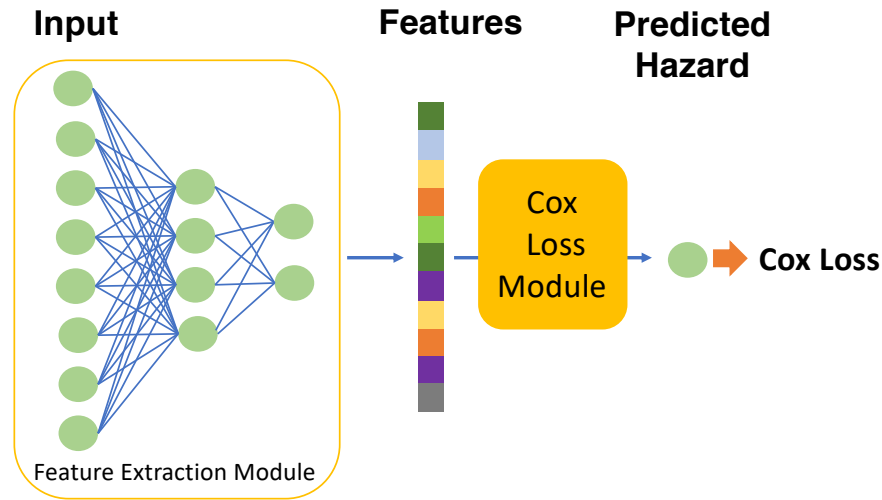 Input
Features
Predicted
Hazard
Cox
Loss
Module
Cox Loss
Feature Extraction Module